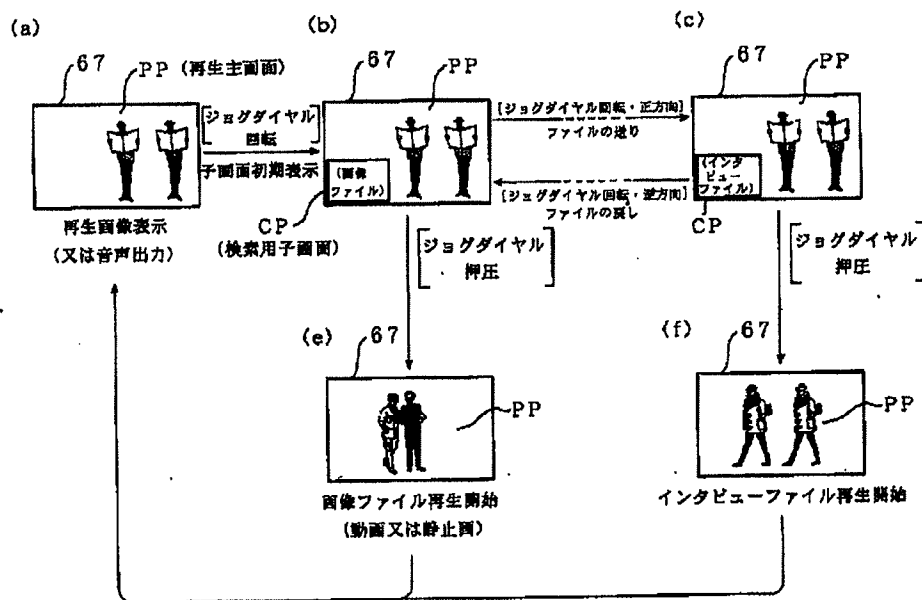 (a)
67
PP (再生主画面)
再生画像表示
(又は音声出力)
[ジョグダイヤル
回転]
子画面初期表示
(b)
67
PP
(画像
ファイル)
CP
(検索用子画面)
[ジョグダイヤル回転・正方向]
ファイルの送り
[ジョグダイヤル回転・逆方向]
ファイルの戻し
(c)
67
PP
(インタ
ビュー
ファイル)
CP
[ジョグダイヤル
押圧]
[ジョグダイヤル
押圧]
(e)
67
PP
画像ファイル再生開始
(動画又は静止画)
(f)
67
PP
インタビューファイル再生開始